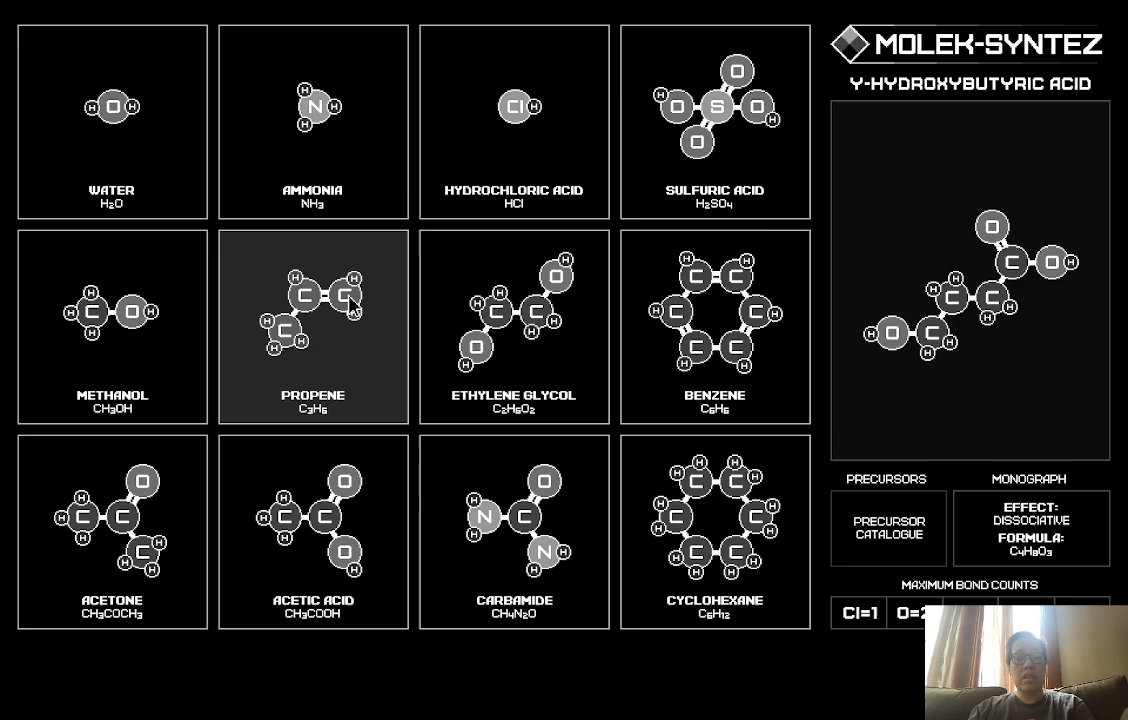 MOLEK-SYNTEZ
Y-HYDROXYBUTYRIC ACID
O
C O H
H H C C H H
H O C H H
H O H
WATER
H₂O
H N H H
AMMONIA
NH₃
Cl H
HYDROCHLORIC ACID
HCl
O
H O S O H
O
SULFURIC ACID
H₂SO₄
H
H C O H
H
METHANOL
CH₃OH
H H
C C
H C H
H H
PROPENE
C₃H₆
H
O
H H C C H H
O
H
ETHYLENE GLYCOL
C₂H₆O₂
H H
C C
H C C H
C C
H H
BENZENE
C₆H₆
O
H
H C C
H C H
H H
ACETONE
CH₃COCH₃
O
H
H C C
H O
H
ACETIC ACID
CH₃COOH
O
H
N C
H N H
H
CARBAMIDE
CH₄N₂O
H H
H C C H
H C C H
H H
C C
H H H H
CYCLOHEXANE
C₆H₁₂
PRECURSORS
PRECURSOR
CATALOGUE
MONOGRAPH
EFFECT:
DISSOCIATIVE
FORMULA:
C₄H₈O₃
MAXIMUM BOND COUNTS
Cl=1 O=2